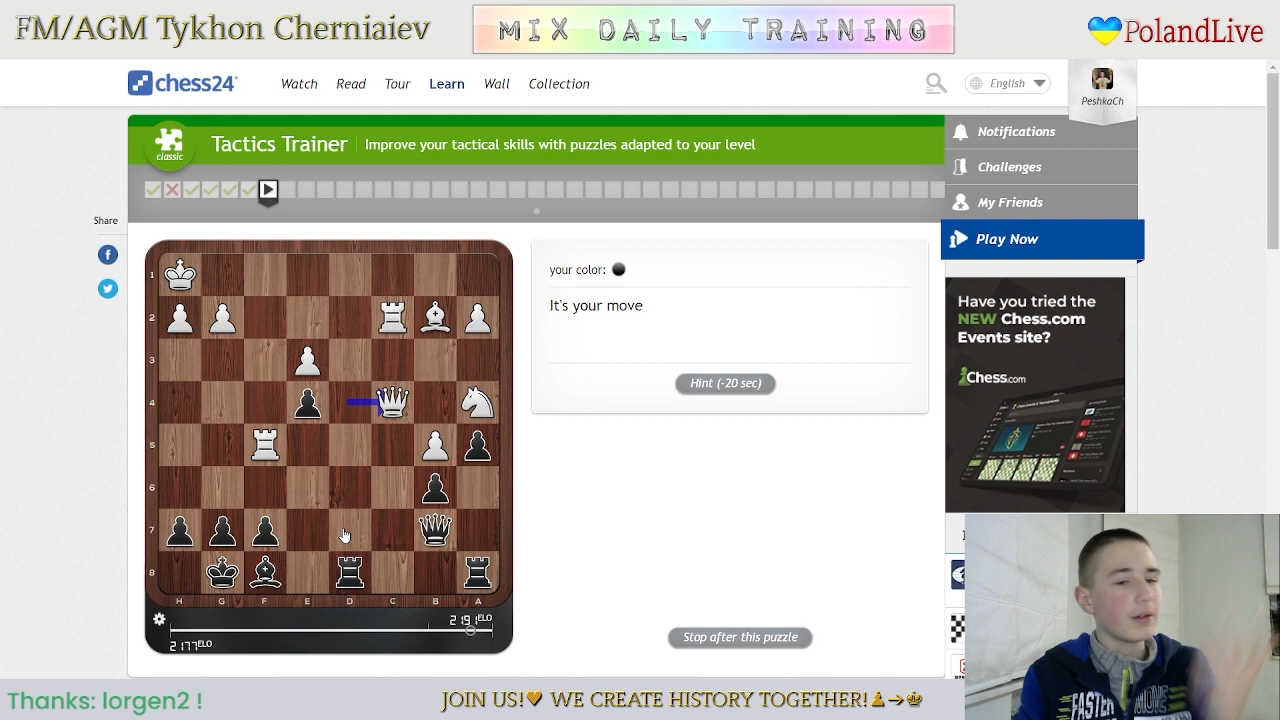 FM/AGM Tykhon Cherniaiev
MIX DAILY TRAINING
PolandLive
chess24
Watch Read Tour Learn Wall Collection
English
PeshkaCh
classic
Tactics Trainer
Improve your tactical skills with puzzles adapted to your level
Notifications
Challenges
My Friends
Play Now
Share
your color:
It's your move
Hint (-20 sec)
Stop after this puzzle
1
2
3
4
5
6
7
8
H G F E D C B A
2191ELO
2177ELO
Have you tried the
NEW Chess.com
Events site?
Chess.com
FASTER
Thanks: lorgen2 !
JOIN US!♥ WE CREATE HISTORY TOGETHER!♟→♚